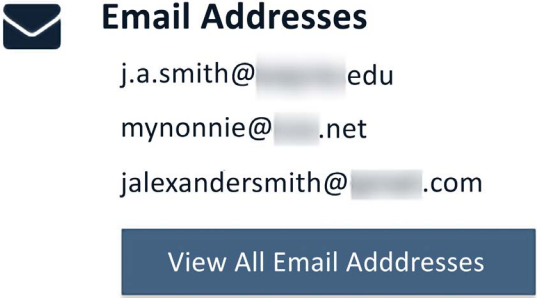 Email Addresses
j.a.smith@ edu
mynonnie@ .net
jalexandersmith@ .com
View All Email Adddresses